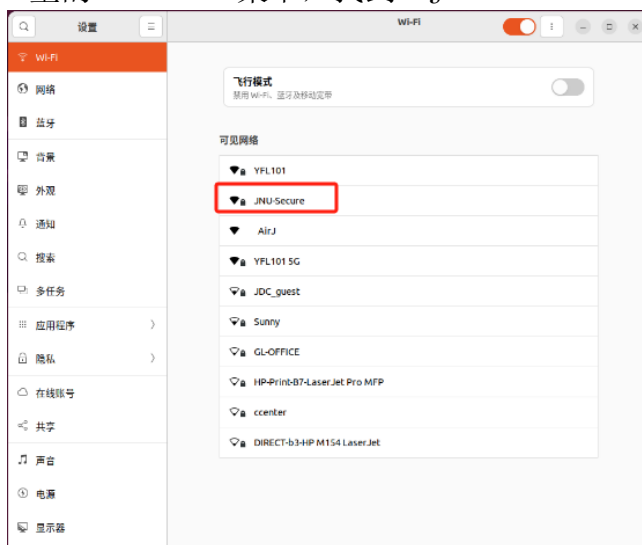 设置
Wi-Fi
Wi-Fi
网络
蓝牙
背景
外观
通知
搜索
多任务
应用程序
隐私
在线账号
共享
声音
电源
显示器
飞行模式
禁用 Wi-Fi、蓝牙及移动宽带
可见网络
YFL101
JNU-Secure
AirJ
YFL101 5G
JDC_guest
Sunny
GL-OFFICE
HP-Print-B7-LaserJet Pro MFP
ccenter
DIRECT-b3-HP M154 LaserJet